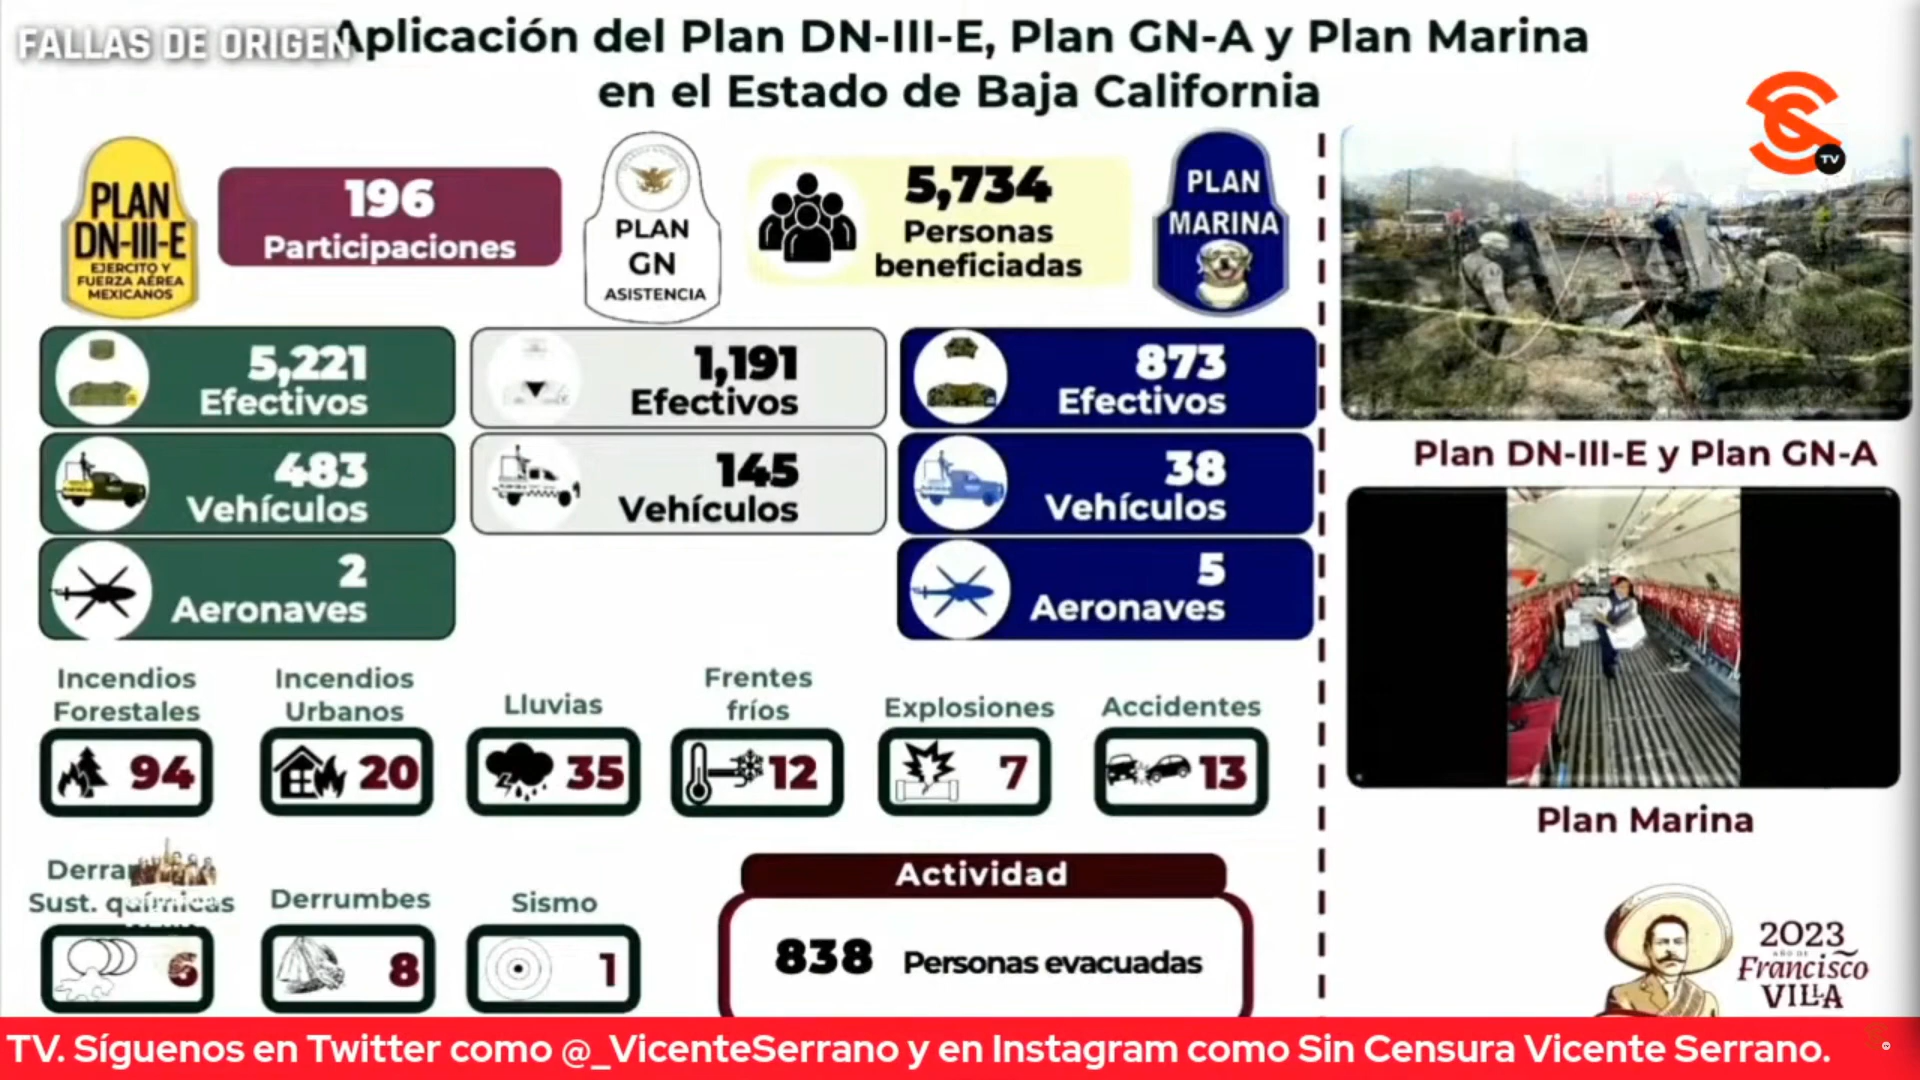 FALLAS DE ORIGEN
Aplicación del Plan DN-III-E, Plan GN-A y Plan Marina
en el Estado de Baja California
TV
PLAN
DN-III-E
EJERCITO Y
FUERZA AÉREA
MEXICANOS
196
Participaciones
PLAN
GN
ASISTENCIA
5,734
Personas
beneficiadas
PLAN
MARINA
5,221
Efectivos
1,191
Efectivos
873
Efectivos
483
Vehículos
145
Vehículos
38
Vehículos
2
Aeronaves
5
Aeronaves
Plan DN-III-E y Plan GN-A
Plan Marina
Incendios
Forestales
94
Incendios
Urbanos
20
Lluvias
35
Frentes
fríos
12
Explosiones
7
Accidentes
13
Sust. químicas
6
Derrumbes
8
Sismo
1
Actividad
838 Personas evacuadas
2023
AÑO DE
Francisco
VILLA
TV. Síguenos en Twitter como @_VicenteSerrano y en Instagram como Sin Censura Vicente Serrano.